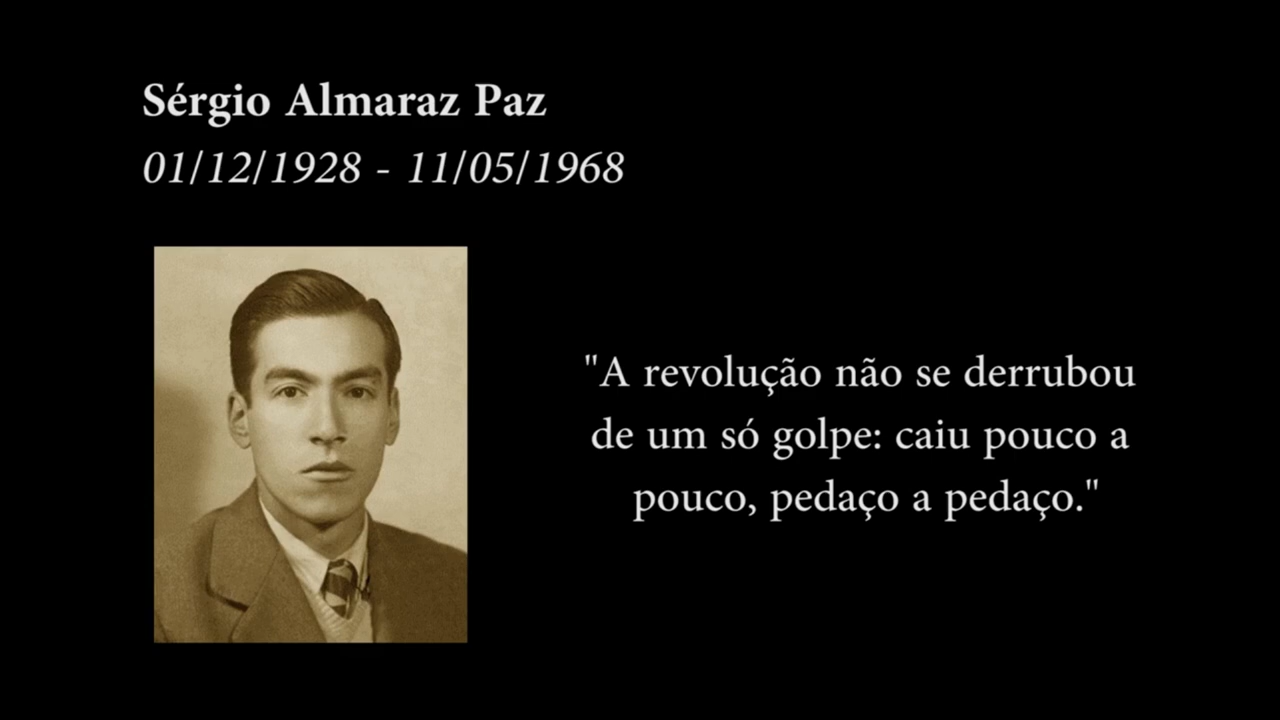 Sérgio Almaraz Paz
01/12/1928 - 11/05/1968
"A revolução não se derrubou
de um só golpe: caiu pouco a
pouco, pedaço a pedaço."